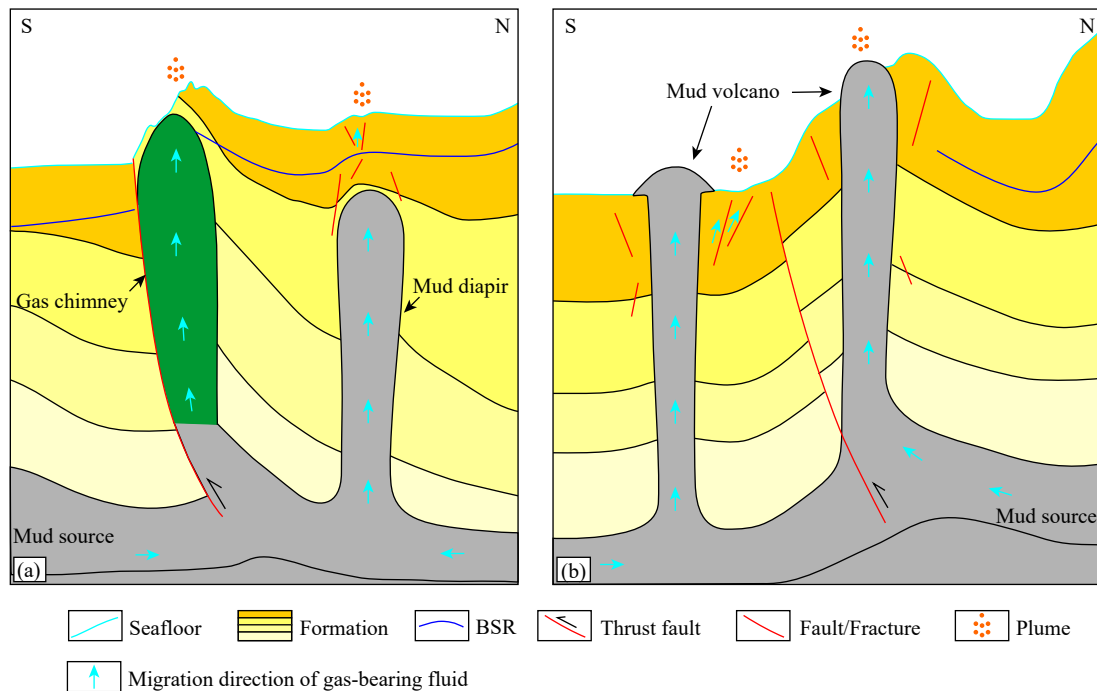 S
N
Gas chimney
Mud diapir
Mud source
(a)
S
N
Mud volcano
Mud source
(b)
Seafloor
Formation
BSR
Thrust fault
Fault/Fracture
Plume
Migration direction of gas-bearing fluid